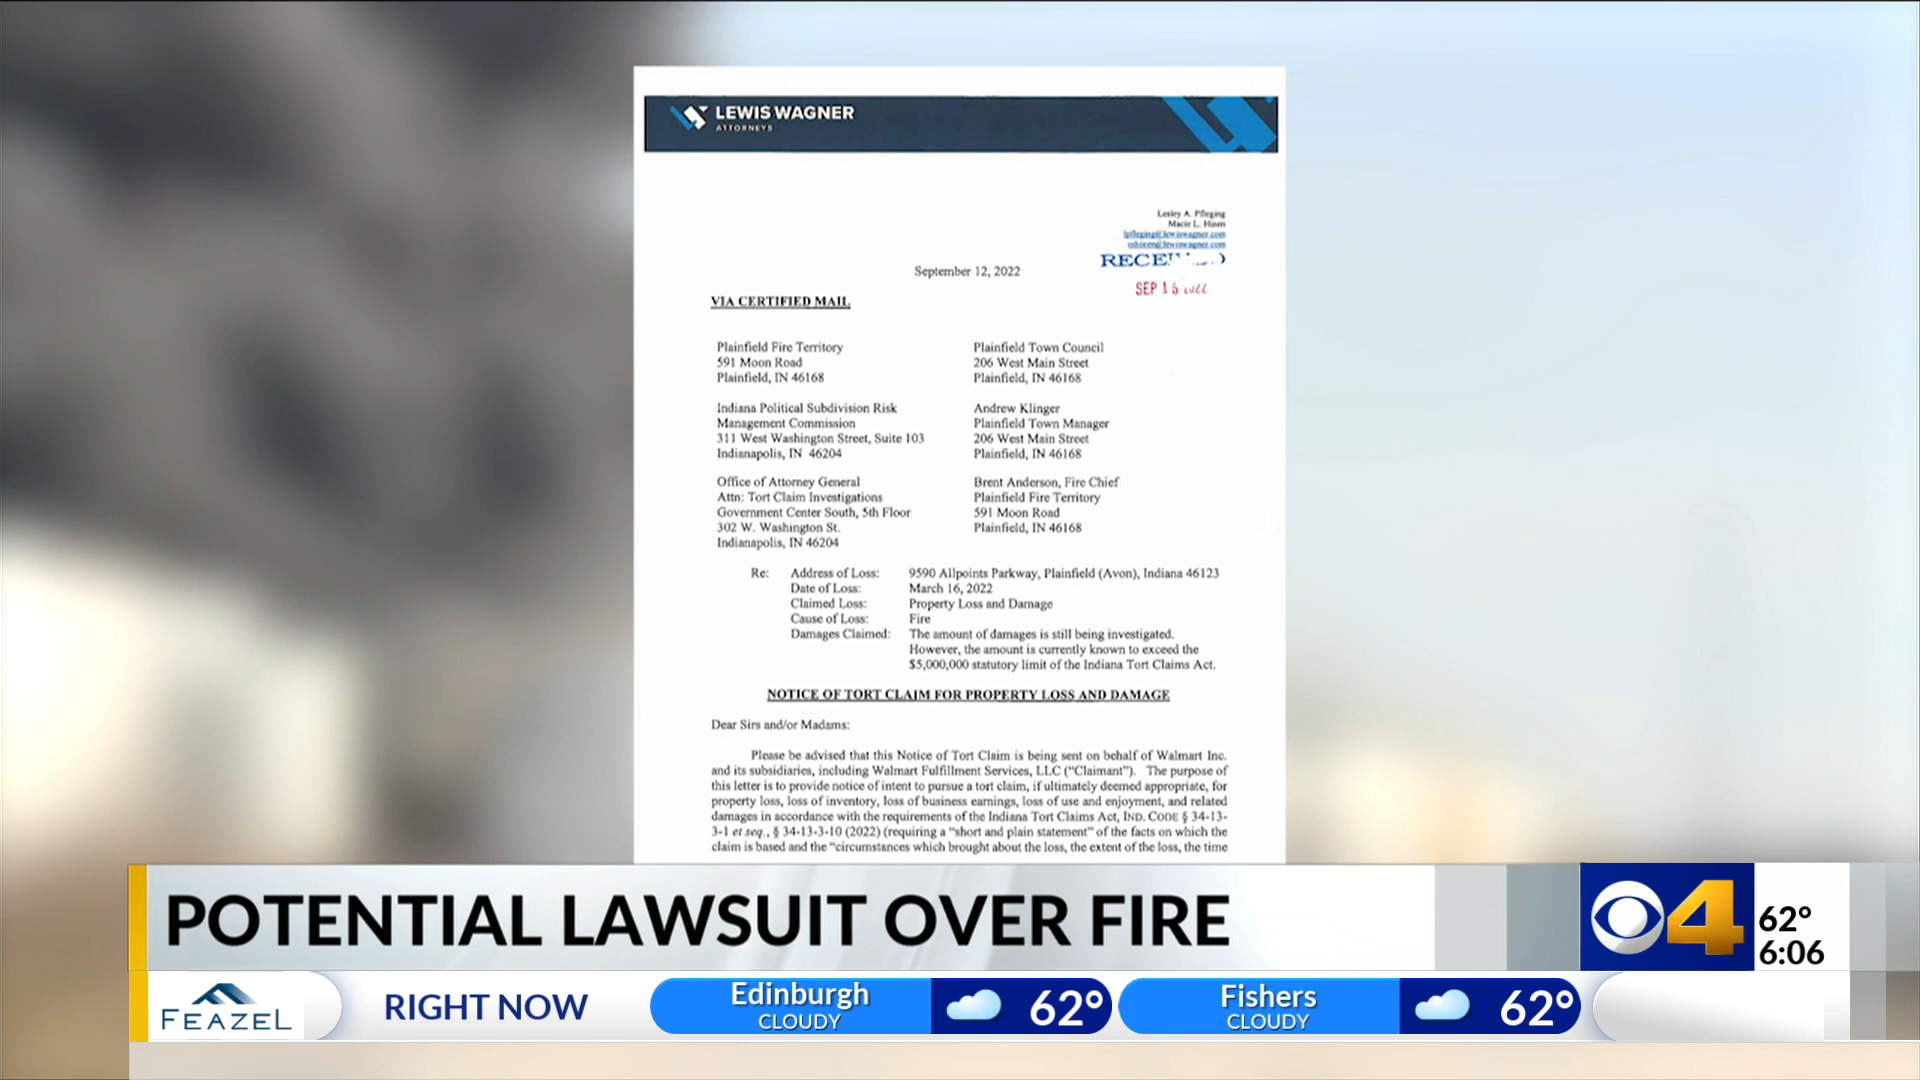 LEWIS WAGNER
ATTORNEYS
Lesley A. Pfleging
Macie L. Hinen
lpfleging@lewiswagner.com
mhinen@lewiswagner.com
September 12, 2022
SEP 15
VIA CERTIFIED MAIL
Plainfield Fire Territory
591 Moon Road
Plainfield, IN 46168
Plainfield Town Council
206 West Main Street
Plainfield, IN 46168
Indiana Political Subdivision Risk
Management Commission
311 West Washington Street, Suite 103
Indianapolis, IN 46204
Andrew Klinger
Plainfield Town Manager
206 West Main Street
Plainfield, IN 46168
Office of Attorney General
Attn: Tort Claim Investigations
Government Center South, 5th Floor
302 W. Washington St.
Indianapolis, IN 46204
Brent Anderson, Fire Chief
Plainfield Fire Territory
591 Moon Road
Plainfield, IN 46168
Re: Address of Loss: 9590 Allpoints Parkway, Plainfield (Avon), Indiana 46123
Date of Loss: March 16, 2022
Claimed Loss: Property Loss and Damage
Cause of Loss: Fire
Damages Claimed: The amount of damages is still being investigated.
However, the amount is currently known to exceed the
$5,000,000 statutory limit of the Indiana Tort Claims Act.
NOTICE OF TORT CLAIM FOR PROPERTY LOSS AND DAMAGE
Dear Sirs and/or Madams:
Please be advised that this Notice of Tort Claim is being sent on behalf of Walmart Inc.
and its subsidiaries, including Walmart Fulfillment Services, LLC (“Claimant”). The purpose of
this letter is to provide notice of intent to pursue a tort claim, if ultimately deemed appropriate, for
property loss, loss of inventory, loss of business earnings, loss of use and enjoyment, and related
damages in accordance with the requirements of the Indiana Tort Claims Act, IND. CODE § 34-13-
3-1 et seq., § 34-13-3-10 (2022) (requiring a “short and plain statement” of the facts on which the
claim is based and the “circumstances which brought about the loss, the extent of the loss, the time
POTENTIAL LAWSUIT OVER FIRE
4
62°
6:06
FEAZEL
RIGHT NOW
Edinburgh
CLOUDY
62°
Fishers
CLOUDY
62°